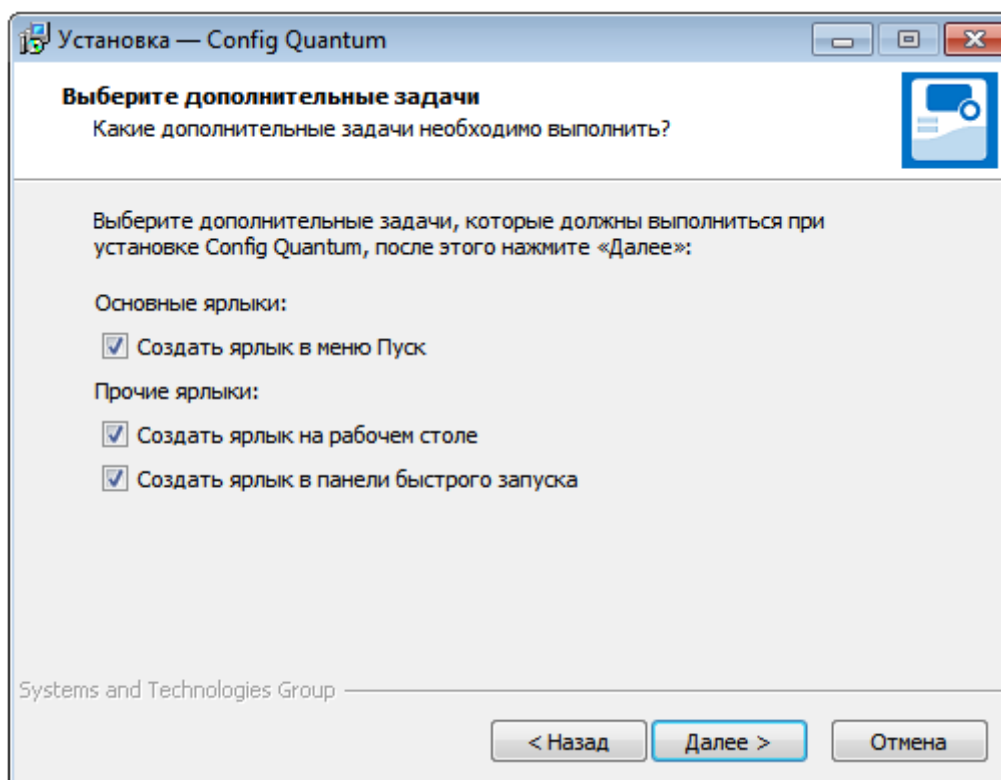 Установка — Config Quantum
Выберите дополнительные задачи
Какие дополнительные задачи необходимо выполнить?
Выберите дополнительные задачи, которые должны выполниться при
установке Config Quantum, после этого нажмите «Далее»:
Основные ярлыки:
Создать ярлык в меню Пуск
Прочие ярлыки:
Создать ярлык на рабочем столе
Создать ярлык в панели быстрого запуска
Systems and Technologies Group
< Назад
Далее >
Отмена